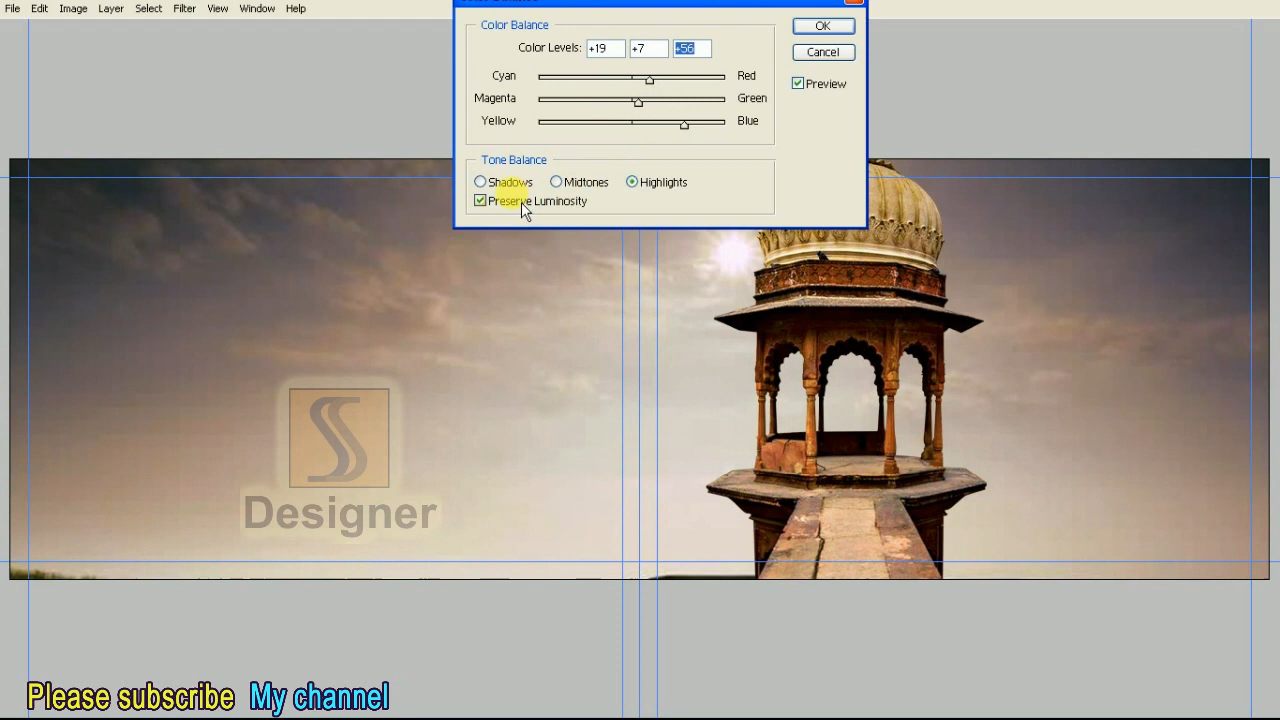 File Edit Image Layer Select Filter View Window Help
Color Balance
Color Levels: +19 +7 +56
Cyan Red
Magenta Green
Yellow Blue
Tone Balance
Shadows Midtones Highlights
Preserve Luminosity
OK
Cancel
Preview
S
Designer
Please subscribe My channel